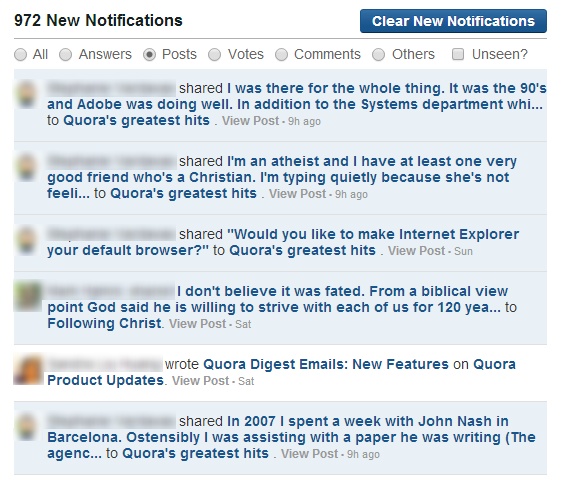 972 New Notifications
Clear New Notifications
All Answers Posts Votes Comments Others Unseen?
shared I was there for the whole thing. It was the 90's
and Adobe was doing well. In addition to the Systems department whi...
to Quora's greatest hits . View Post - 9h ago
shared I'm an atheist and I have at least one very
good friend who's a Christian. I'm typing quietly because she's not
feeli... to Quora's greatest hits . View Post - 9h ago
shared "Would you like to make Internet Explorer
your default browser?" to Quora's greatest hits . View Post - Sun
I don't believe it was fated. From a biblical view
point God said he is willing to strive with each of us for 120 yea... to
Following Christ. View Post - Sat
wrote Quora Digest Emails: New Features on Quora
Product Updates. View Post - Sat
shared In 2007 I spent a week with John Nash in
Barcelona. Ostensibly I was assisting with a paper he was writing (The
agenc... to Quora's greatest hits . View Post - 9h ago